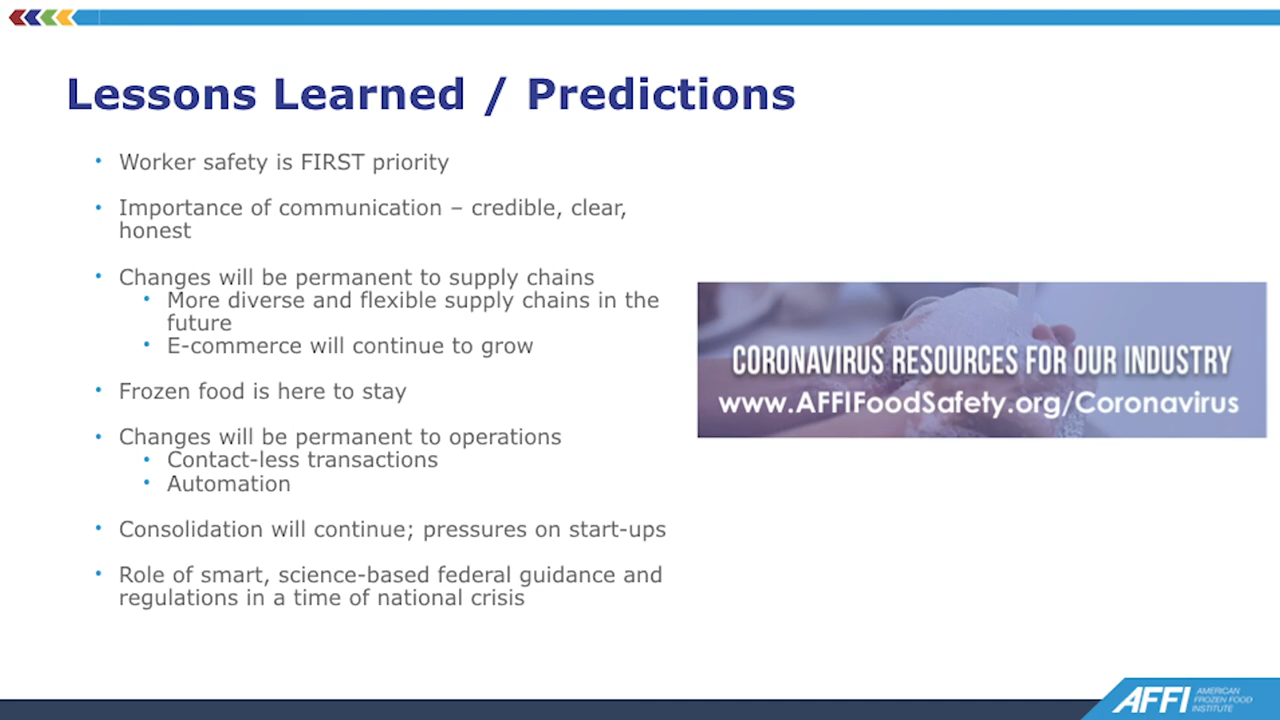 Lessons Learned / Predictions
• Worker safety is FIRST priority
• Importance of communication – credible, clear,
honest
• Changes will be permanent to supply chains
• More diverse and flexible supply chains in the
future
• E-commerce will continue to grow
• Frozen food is here to stay
• Changes will be permanent to operations
• Contact-less transactions
• Automation
• Consolidation will continue; pressures on start-ups
• Role of smart, science-based federal guidance and
regulations in a time of national crisis
CORONAVIRUS RESOURCES FOR OUR INDUSTRY
www.AFFIFoodSafety.org/Coronavirus
AFFI
AMERICAN
FROZEN FOOD
INSTITUTE